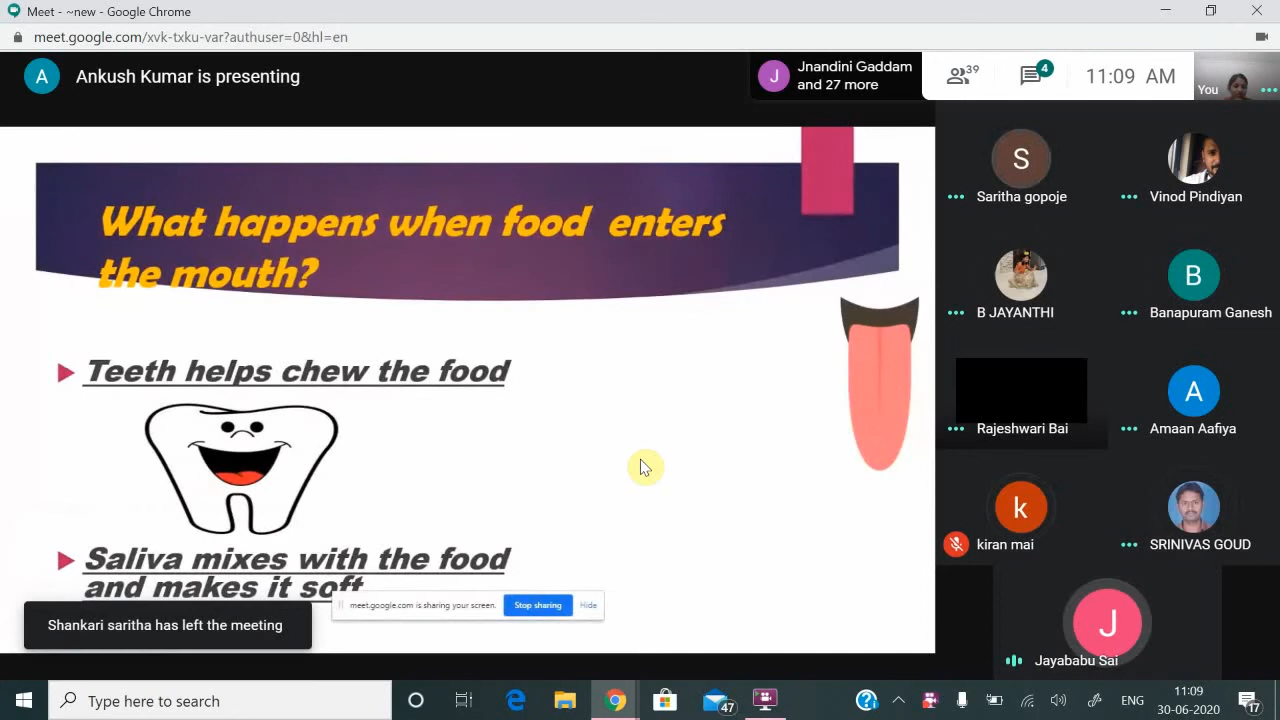 Meet - ~new - Google Chrome
meet.google.com/xvk-txku-var?authuser=0&hl=en
A
Ankush Kumar is presenting
J
Jnandini Gaddam
and 27 more
39
4
11:09 AM
You
What happens when food enters
the mouth?
Teeth helps chew the food
Saliva mixes with the food
and makes it soft
meet.google.com is sharing your screen.
Stop sharing
Hide
Shankari saritha has left the meeting
S
Saritha gopoje
Vinod Pindiyan
B JAYANTHI
B
Banapuram Ganesh
Rajeshwari Bai
A
Amaan Aafiya
k
kiran mai
SRINIVAS GOUD
J
Jayababu Sai
Type here to search
47
ENG
11:09
30-06-2020
17